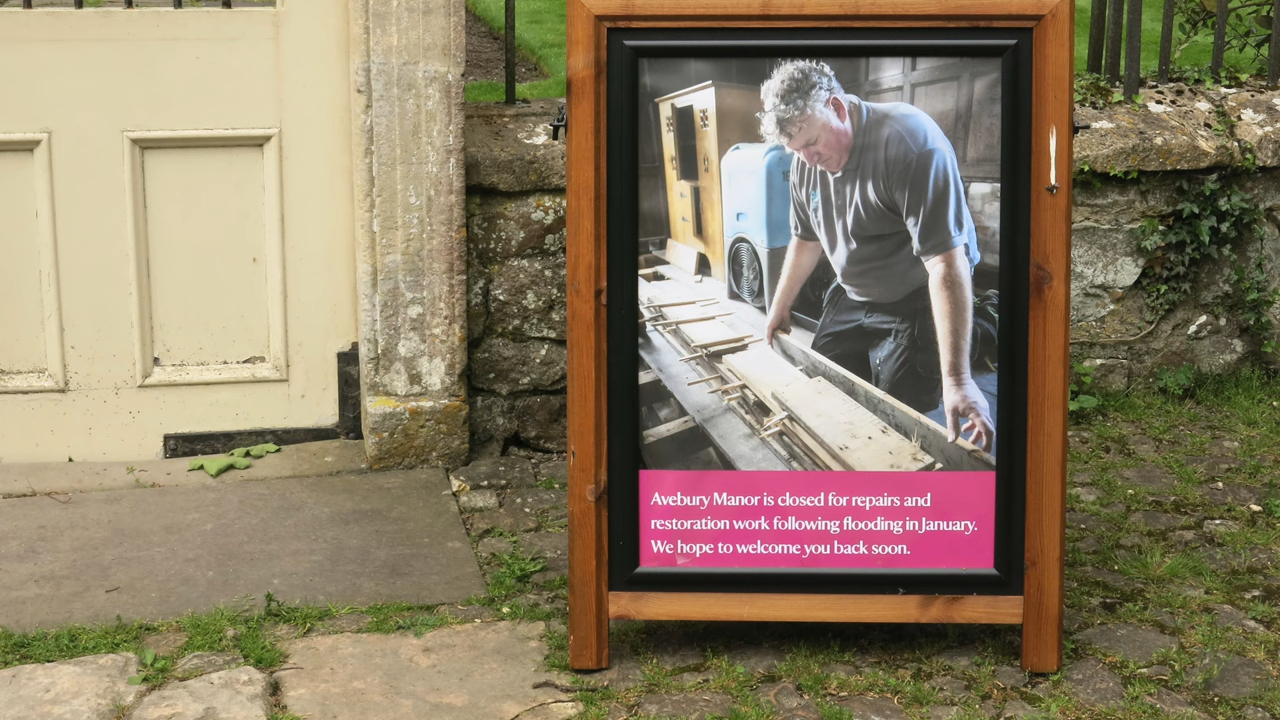 Avebury Manor is closed for repairs and
restoration work following flooding in January.
We hope to welcome you back soon.